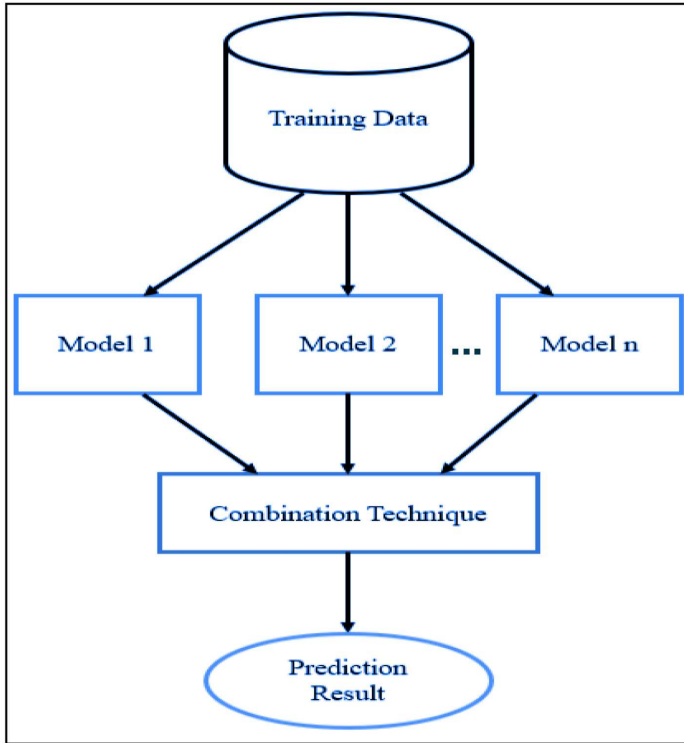 Training Data
Model 1
Model 2
...
Model n
Combination Technique
Prediction
Result